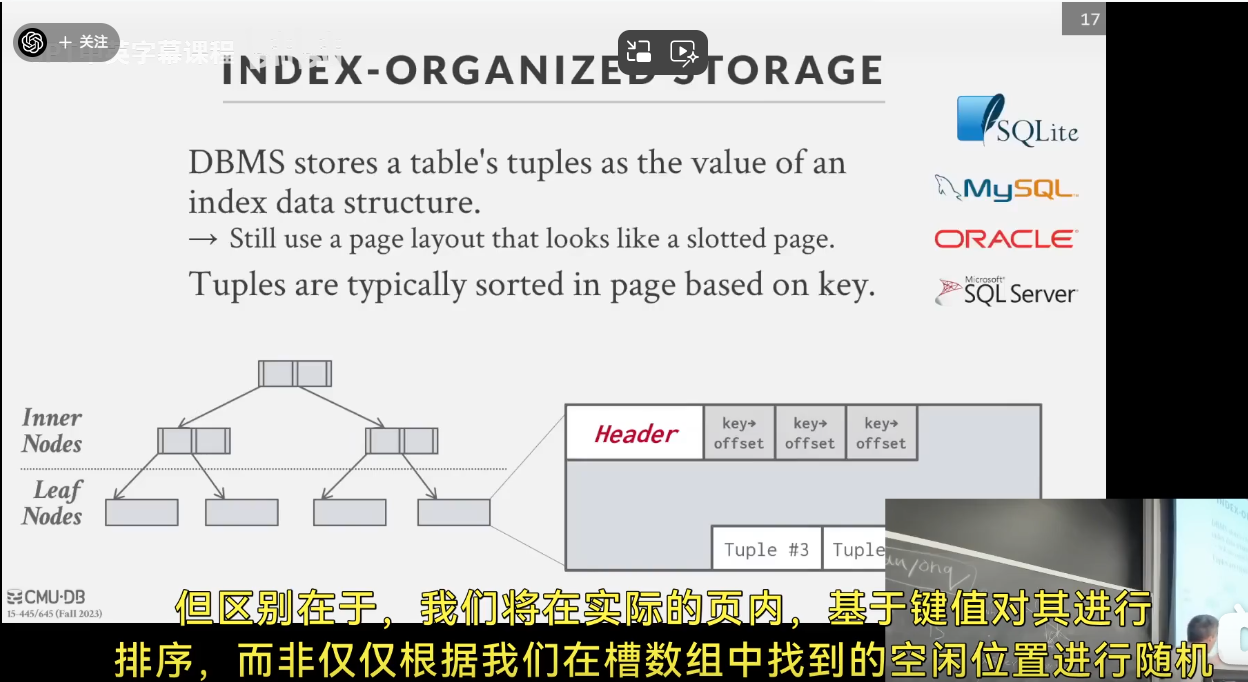 17
+ 关注
英字幕课程
INDEX-ORGANIZED STORAGE
SQLite
DBMS stores a table's tuples as the value of an
index data structure.
MySQL
→ Still use a page layout that looks like a slotted page.
ORACLE
Tuples are typically sorted in page based on key.
Microsoft
SQL Server
Inner
Nodes
Leaf
Nodes
Header
key→
offset
key→
offset
key→
offset
Tuple #3
Tuple
CMU·DB
15-445/645 (Fall 2023)
但区别在于，我们将在实际的页内，基于键值对其进行
排序，而非仅仅根据我们在槽数组中找到的空闲位置进行随机